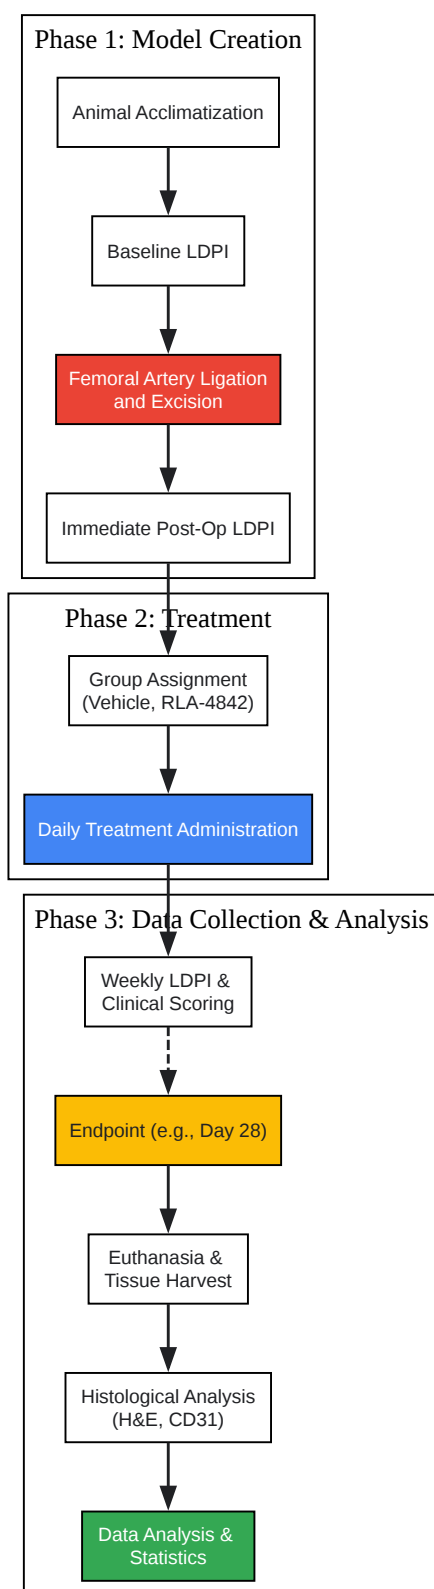 Phase 1: Model Creation
Animal Acclimatization
Baseline LDPI
Femoral Artery Ligation
and Excision
Immediate Post-Op LDPI
Phase 2: Treatment
Group Assignment
(Vehicle, RLA-4842)
Daily Treatment Administration
Phase 3: Data Collection & Analysis
Weekly LDPI &
Clinical Scoring
Endpoint (e.g., Day 28)
Euthanasia &
Tissue Harvest
Histological Analysis
(H&E, CD31)
Data Analysis &
Statistics